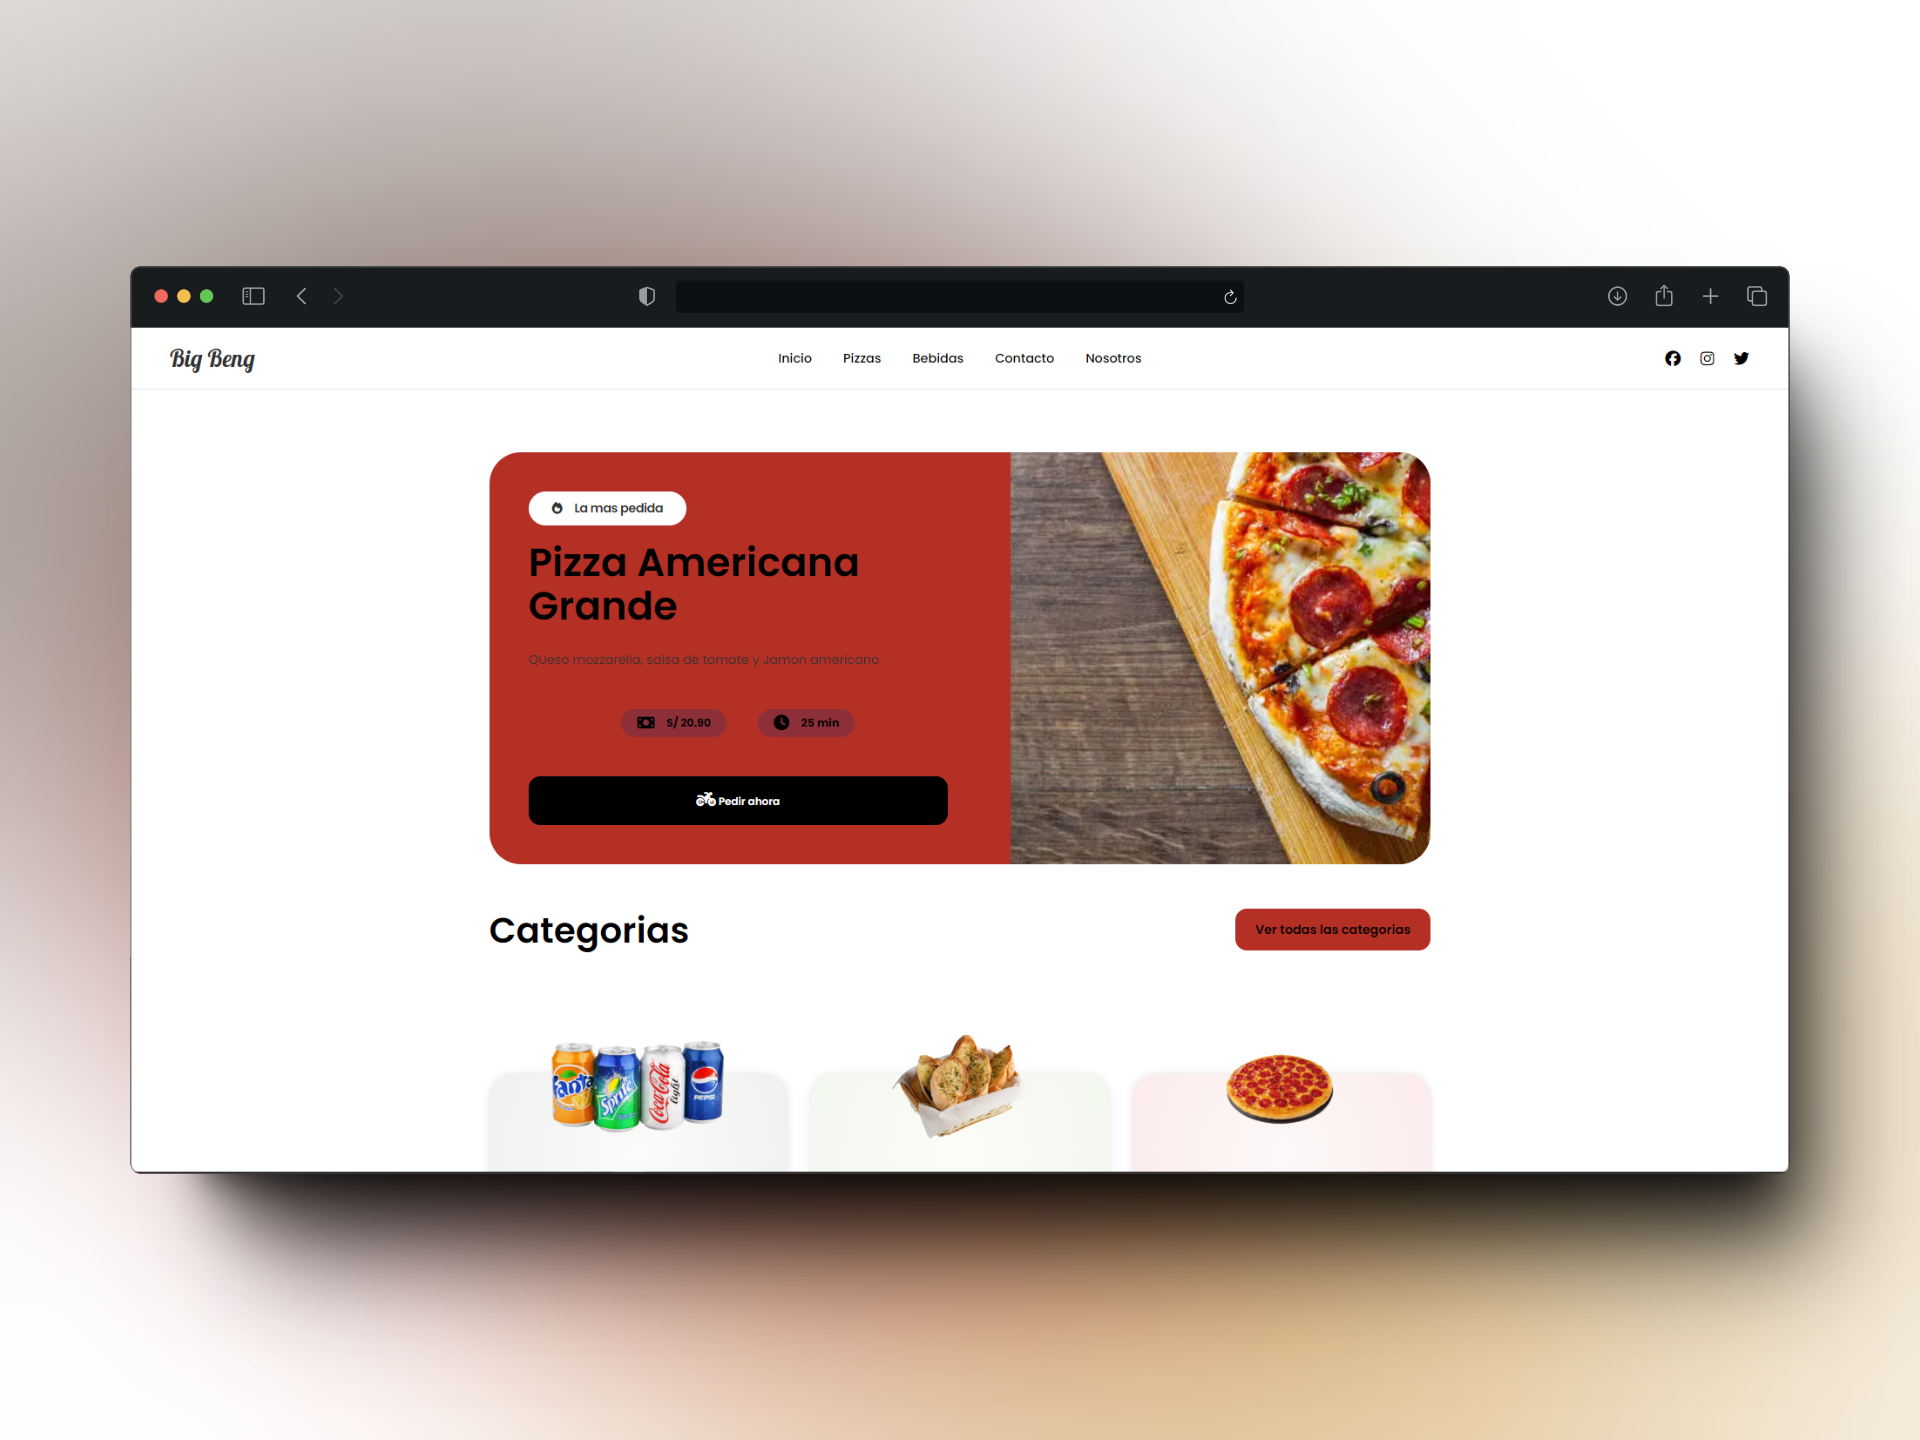 Big Beng
Inicio Pizzas Bebidas Contacto Nosotros
La mas pedida
Pizza Americana
Grande
QUeso mozzarella, salsa de tomate y Jamon americano
S/ 20.90 25 min
Pedir ahora
Categorias
Ver todas las categorias
Fanta
Sprite
Coca-Cola
light
PEPSI